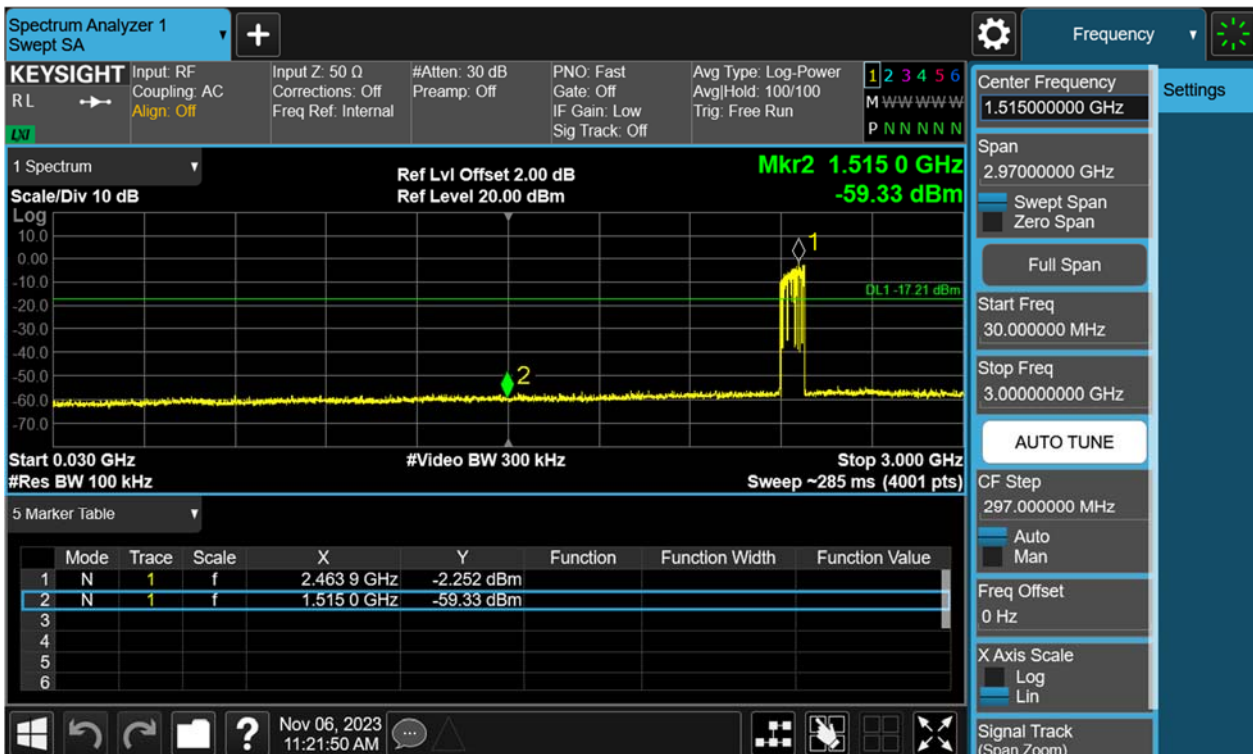 Spectrum Analyzer 1
Swept SA
Frequency
KEYSIGHT
RL
LXI
Input: RF
Coupling: AC
Align: Off
Input Z: 50 Ω
Corrections: Off
Freq Ref: Internal
#Atten: 30 dB
Preamp: Off
PNO: Fast
Gate: Off
IF Gain: Low
Sig Track: Off
Avg Type: Log-Power
Avg|Hold: 100/100
Trig: Free Run
1 2 3 4 5 6
M W W W W W
P N N N N N
1 Spectrum
Scale/Div 10 dB
Ref Lvl Offset 2.00 dB
Ref Level 20.00 dBm
Mkr2 1.515 0 GHz
-59.33 dBm
Log
10.0
0.00
-10.0
-20.0
-30.0
-40.0
-50.0
-60.0
-70.0
1
DL1 -17.21 dBm
2
Start 0.030 GHz
#Video BW 300 kHz
Stop 3.000 GHz
#Res BW 100 kHz
Sweep ~285 ms (4001 pts)
5 Marker Table
Mode Trace Scale X Y Function Function Width Function Value
1 N 1 f 2.463 9 GHz -2.252 dBm
2 N 1 f 1.515 0 GHz -59.33 dBm
3
4
5
6
Nov 06, 2023
11:21:50 AM
Center Frequency
1.515000000 GHz
Settings
Span
2.97000000 GHz
Swept Span
Zero Span
Full Span
Start Freq
30.000000 MHz
Stop Freq
3.000000000 GHz
AUTO TUNE
CF Step
297.000000 MHz
Auto
Man
Freq Offset
0 Hz
X Axis Scale
Log
Lin
Signal Track
(Span Zoom)